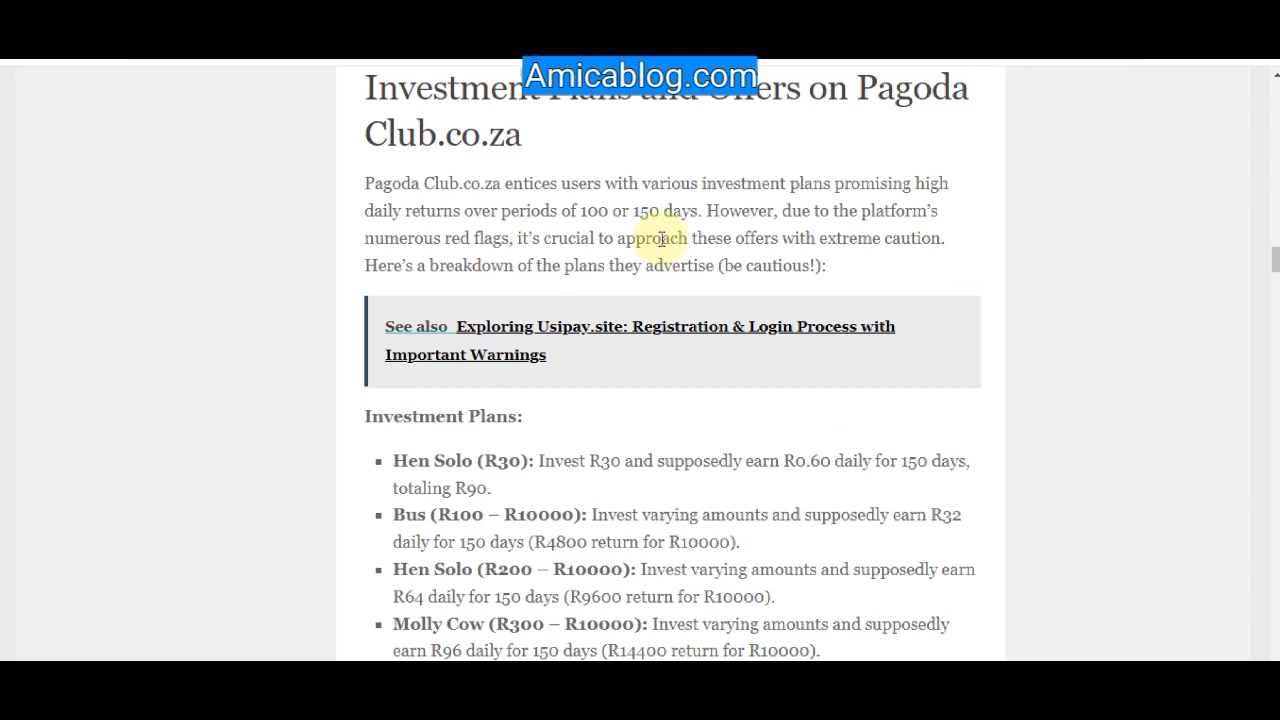 Amicablog.com
Investment Plans and Offers on Pagoda
Club.co.za
Pagoda Club.co.za entices users with various investment plans promising high
daily returns over periods of 100 or 150 days. However, due to the platform’s
numerous red flags, it’s crucial to approach these offers with extreme caution.
Here’s a breakdown of the plans they advertise (be cautious!):
See also Exploring Usipay.site: Registration & Login Process with
Important Warnings
Investment Plans:
Hen Solo (R30): Invest R30 and supposedly earn R0.60 daily for 150 days,
totaling R90.
Bus (R100 – R10000): Invest varying amounts and supposedly earn R32
daily for 150 days (R4800 return for R10000).
Hen Solo (R200 – R10000): Invest varying amounts and supposedly earn
R64 daily for 150 days (R9600 return for R10000).
Molly Cow (R300 – R10000): Invest varying amounts and supposedly
earn R96 daily for 150 days (R14400 return for R10000).